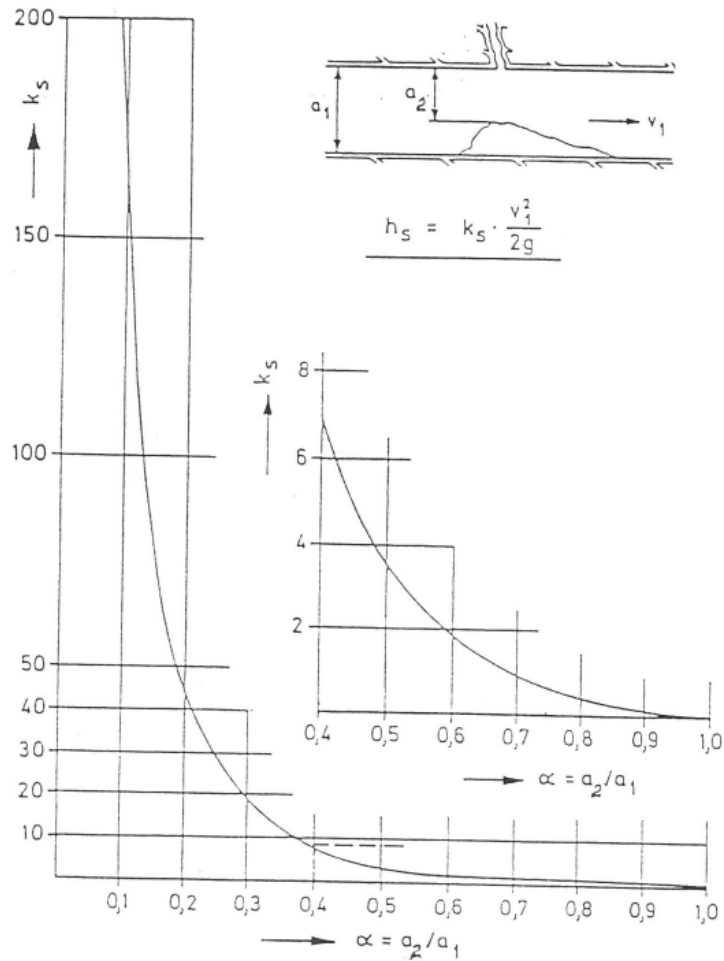 200
k_s
150
100
50
40
30
20
10
0,1 0,2 0,3 0,4 0,5 0,6 0,7 0,8 0,9 1,0
α = a_2/a_1
a_1
a_2
v_1
h_s = k_s · v_1^2/2g
k_s
8
6
4
2
0,4 0,5 0,6 0,7 0,8 0,9 1,0
α = a_2/a_1